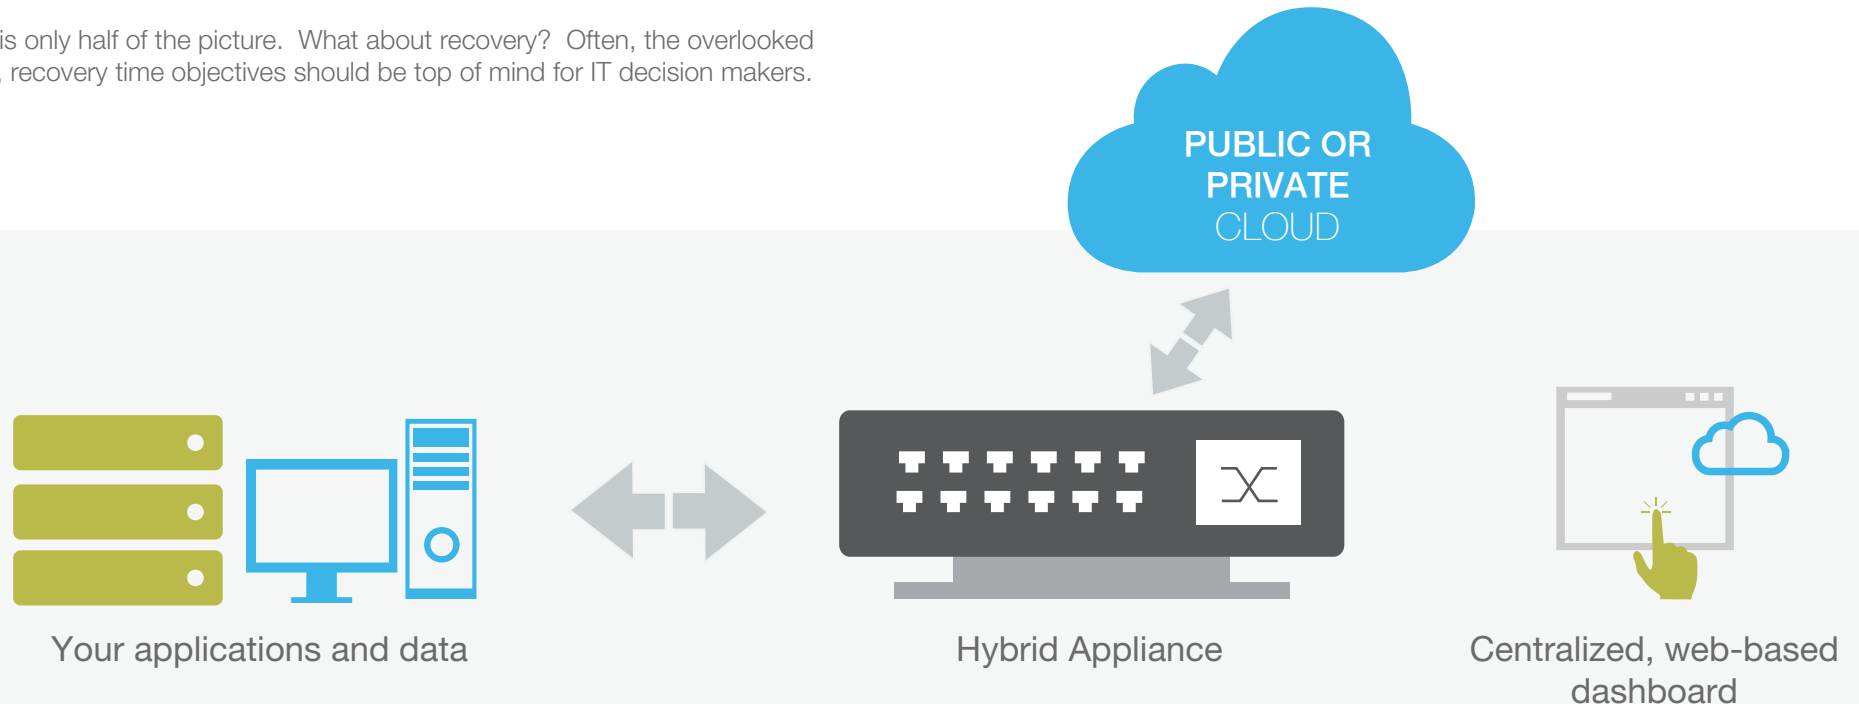 is only half of the picture.  What about recovery?  Often, the overlooked
, recovery time objectives should be top of mind for IT decision makers.
PUBLIC OR
PRIVATE
CLOUD
Your applications and data
Hybrid Appliance
Centralized, web-based
dashboard